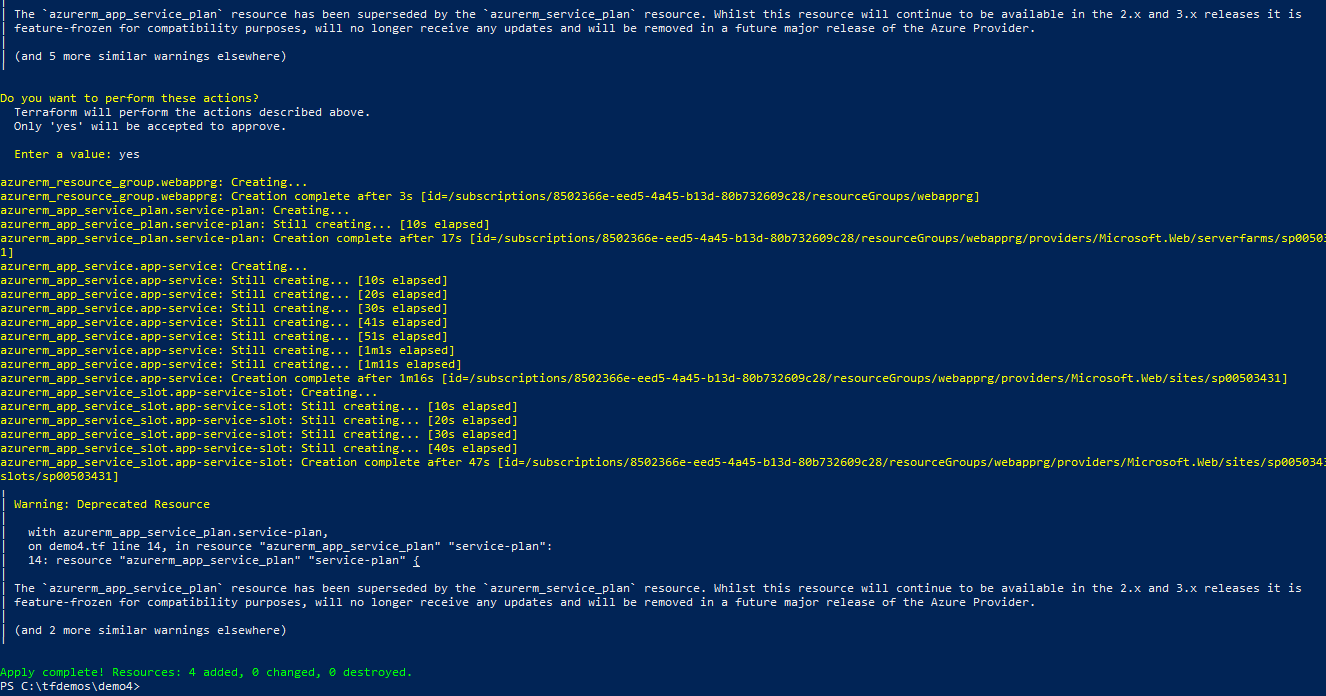 The `azurerm_app_service_plan` resource has been superseded by the `azurerm_service_plan` resource. Whilst this resource will continue to be available in the 2.x and 3.x releases it is
feature-frozen for compatibility purposes, will no longer receive any updates and will be removed in a future major release of the Azure Provider.
(and 5 more similar warnings elsewhere)
Do you want to perform these actions?
Terraform will perform the actions described above.
Only 'yes' will be accepted to approve.
Enter a value: yes
azurerm_resource_group.webapprg: Creating...
azurerm_resource_group.webapprg: Creation complete after 3s [id=/subscriptions/8502366e-eed5-4a45-b13d-80b732609c28/resourceGroups/webapprg]
azurerm_app_service_plan.service-plan: Creating...
azurerm_app_service_plan.service-plan: Still creating... [10s elapsed]
azurerm_app_service_plan.service-plan: Creation complete after 17s [id=/subscriptions/8502366e-eed5-4a45-b13d-80b732609c28/resourceGroups/webapprg/providers/Microsoft.Web/serverfarms/sp00503
1]
azurerm_app_service.app-service: Creating...
azurerm_app_service.app-service: Still creating... [10s elapsed]
azurerm_app_service.app-service: Still creating... [20s elapsed]
azurerm_app_service.app-service: Still creating... [30s elapsed]
azurerm_app_service.app-service: Still creating... [41s elapsed]
azurerm_app_service.app-service: Still creating... [51s elapsed]
azurerm_app_service.app-service: Still creating... [1m1s elapsed]
azurerm_app_service.app-service: Still creating... [1m11s elapsed]
azurerm_app_service.app-service: Creation complete after 1m16s [id=/subscriptions/8502366e-eed5-4a45-b13d-80b732609c28/resourceGroups/webapprg/providers/Microsoft.Web/sites/sp00503431]
azurerm_app_service_slot.app-service-slot: Creating...
azurerm_app_service_slot.app-service-slot: Still creating... [10s elapsed]
azurerm_app_service_slot.app-service-slot: Still creating... [20s elapsed]
azurerm_app_service_slot.app-service-slot: Still creating... [30s elapsed]
azurerm_app_service_slot.app-service-slot: Still creating... [40s elapsed]
azurerm_app_service_slot.app-service-slot: Creation complete after 47s [id=/subscriptions/8502366e-eed5-4a45-b13d-80b732609c28/resourceGroups/webapprg/providers/Microsoft.Web/sites/sp0050343
slots/sp00503431]
Warning: Deprecated Resource
with azurerm_app_service_plan.service-plan,
on demo4.tf line 14, in resource "azurerm_app_service_plan" "service-plan":
14: resource "azurerm_app_service_plan" "service-plan" {
The `azurerm_app_service_plan` resource has been superseded by the `azurerm_service_plan` resource. Whilst this resource will continue to be available in the 2.x and 3.x releases it is
feature-frozen for compatibility purposes, will no longer receive any updates and will be removed in a future major release of the Azure Provider.
(and 2 more similar warnings elsewhere)
Apply complete! Resources: 4 added, 0 changed, 0 destroyed.
PS C:\tfdemos\demo4>